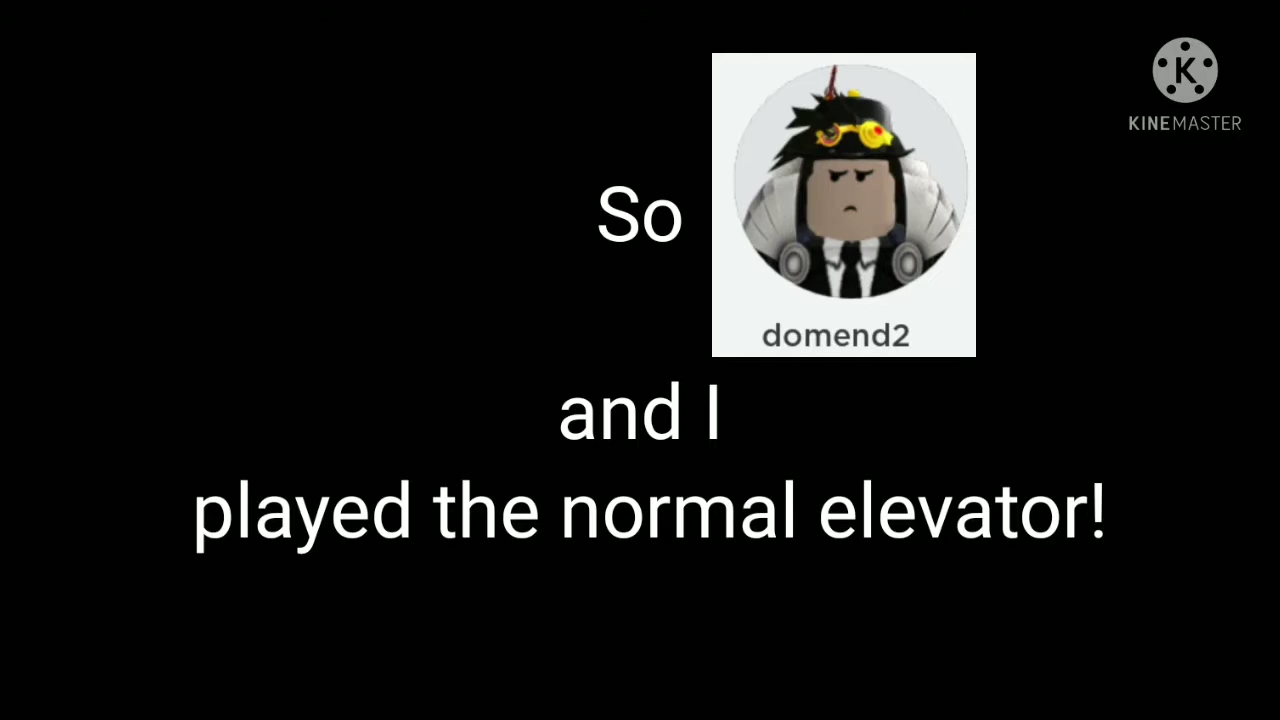 K
KINEMASTER
So
domend2
and I
played the normal elevator!